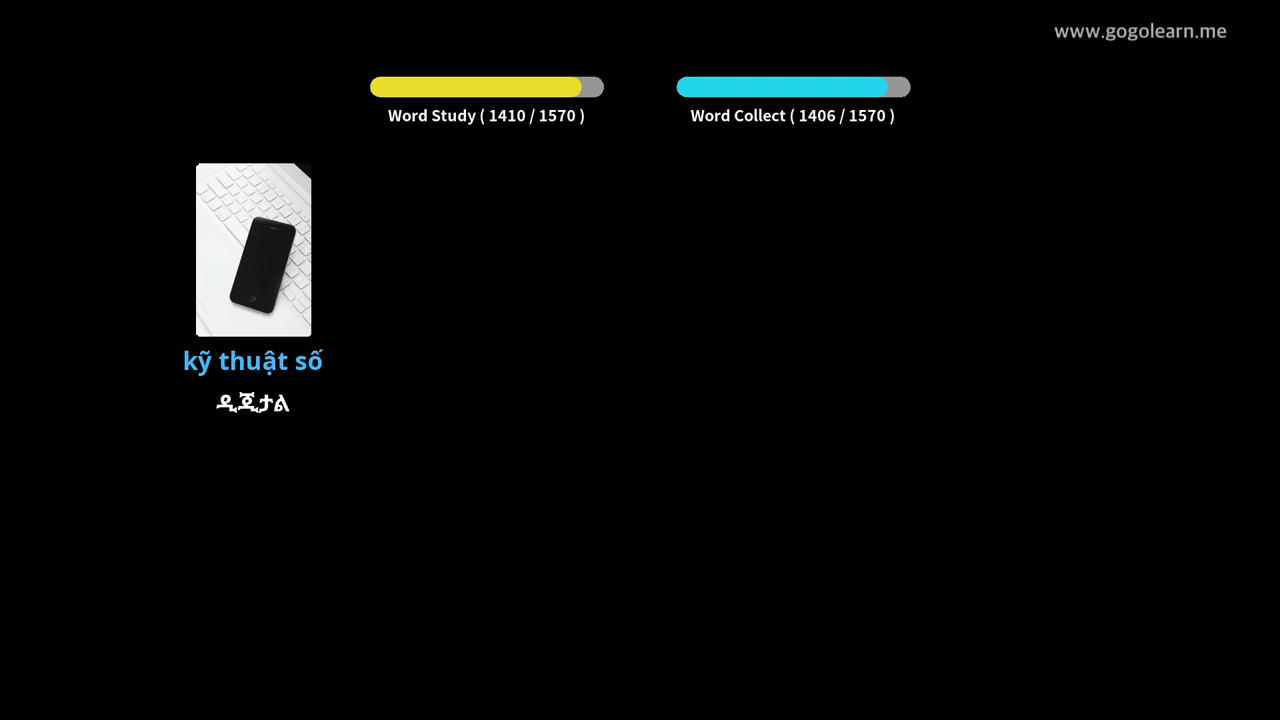 www.gogolearn.me
Word Study ( 1410 / 1570 )
Word Collect ( 1406 / 1570 )
kỹ thuật số
ዲጂታል